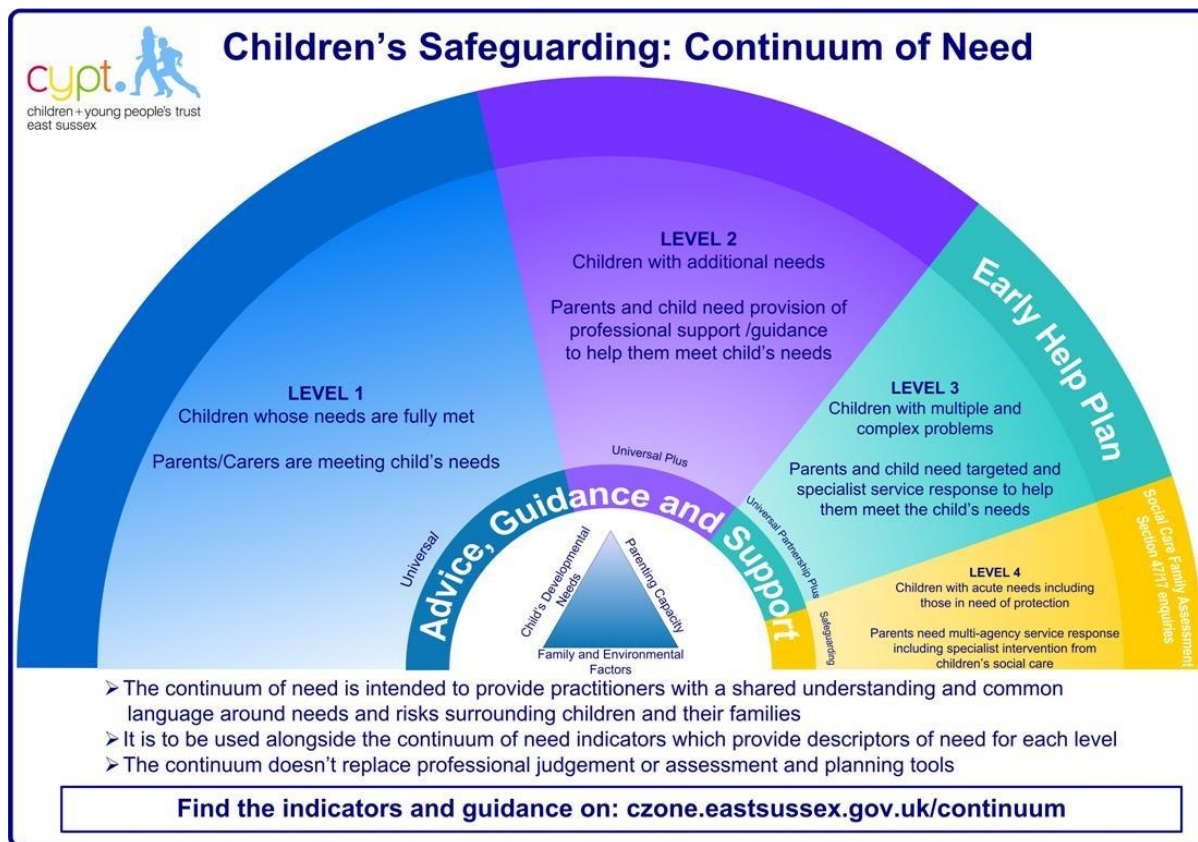 cypt.
children + young people's trust
east sussex
Children's Safeguarding: Continuum of Need
LEVEL 1
Children whose needs are fully met
Parents/Carers are meeting child's needs
LEVEL 2
Children with additional needs
Parents and child need provision of
professional support /guidance
to help them meet child's needs
LEVEL 3
Children with multiple and
complex problems
Parents and child need targeted and
specialist service response to help
them meet the child's needs
Early Help Plan
LEVEL 4
Children with acute needs including
those in need of protection
Parents need multi-agency service response
including specialist intervention from
children's social care
Social Care Family Assessment
Section 47/17 enquiries
Universal
Universal Plus
Universal Partnership Plus
Safeguarding
Advice, Guidance and Support
Child's Developmental
Needs
Parenting Capacity
Family and Environmental
Factors
➢ The continuum of need is intended to provide practitioners with a shared understanding and common
language around needs and risks surrounding children and their families
➢ It is to be used alongside the continuum of need indicators which provide descriptors of need for each level
➢ The continuum doesn't replace professional judgement or assessment and planning tools
Find the indicators and guidance on: czone.eastsussex.gov.uk/continuum